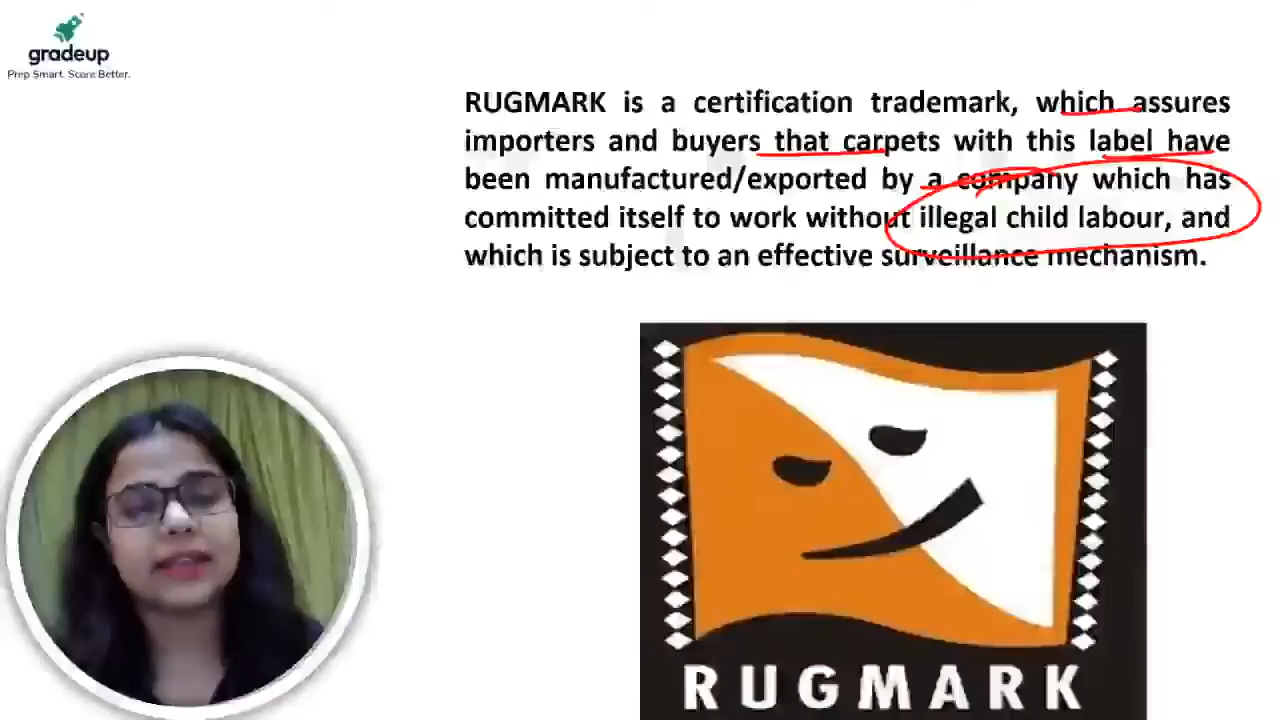 gradeup
Prep Smart. Score Better.
RUGMARK is a certification trademark, which assures
importers and buyers that carpets with this label have
been manufactured/exported by a company which has
committed itself to work without illegal child labour, and
which is subject to an effective surveillance mechanism.
RUGMARK